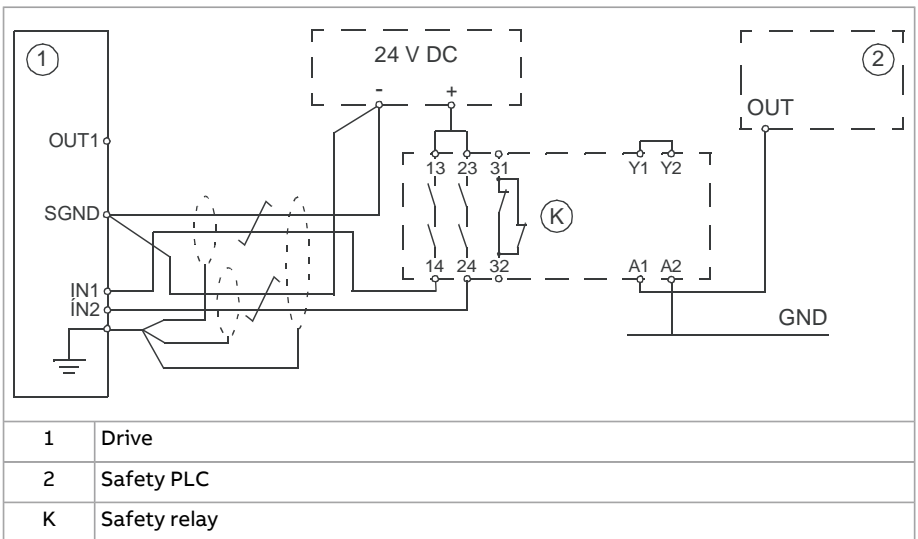 1
24 V DC
2
- +
OUT
OUT1
13 23 31
Y1 Y2
SGND
K
14 24 32
A1 A2
IN1
IN2
GND
1 Drive
2 Safety PLC
K Safety relay